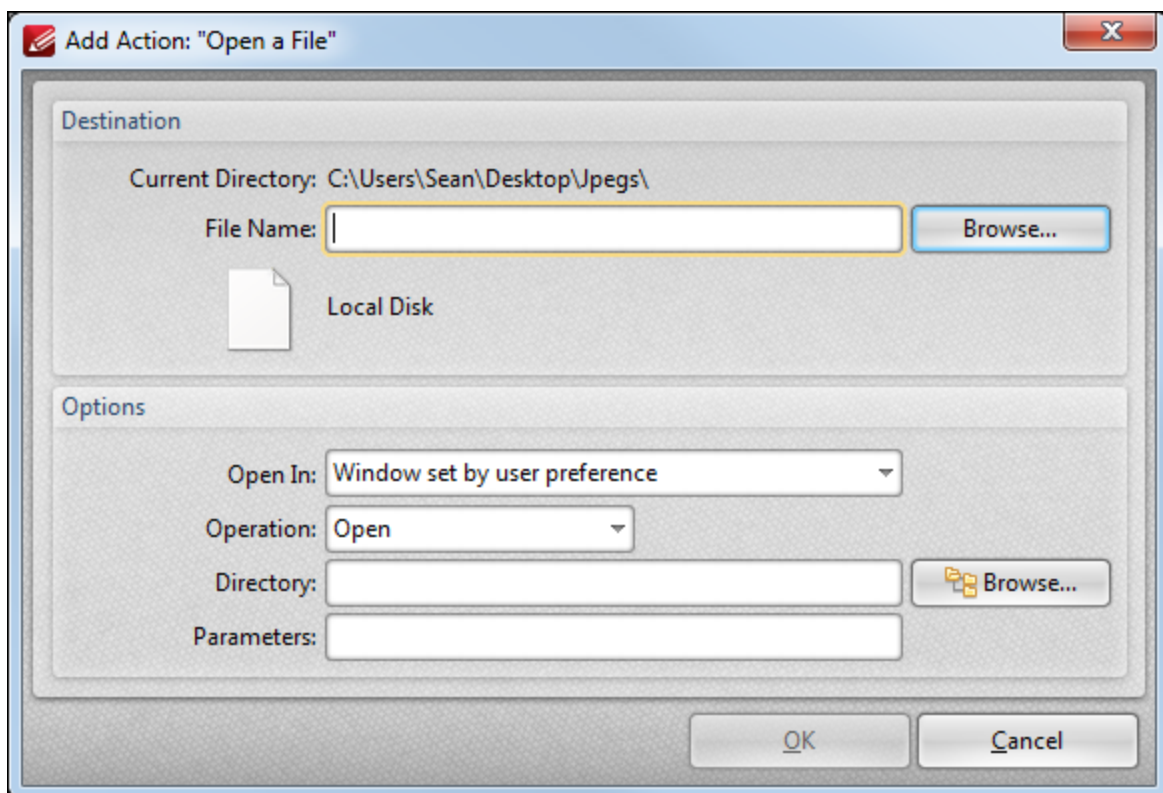 Add Action: "Open a File"
Destination
Current Directory: C:\Users\Sean\Desktop\Jpegs\
File Name: Browse...
Local Disk
Options
Open In: Window set by user preference
Operation: Open
Directory: Browse...
Parameters:
OK Cancel